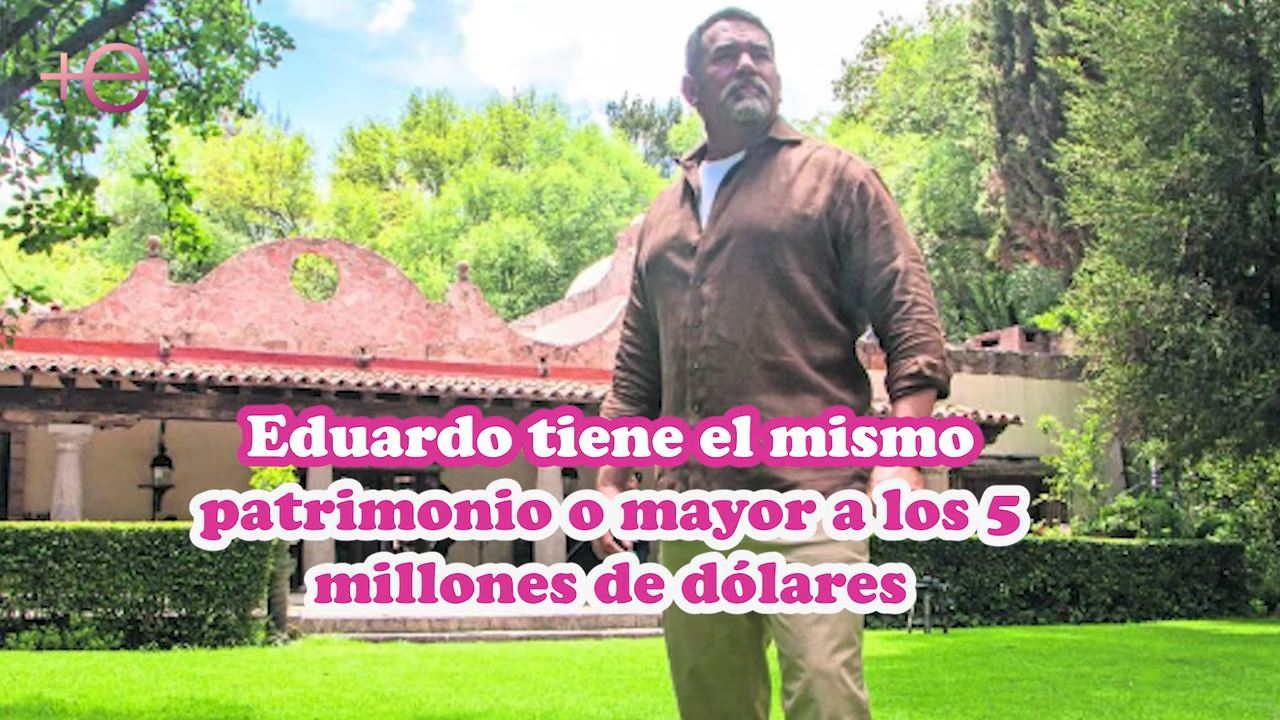 +e
Eduardo tiene el mismo
patrimonio o mayor a los 5
millones de dólares